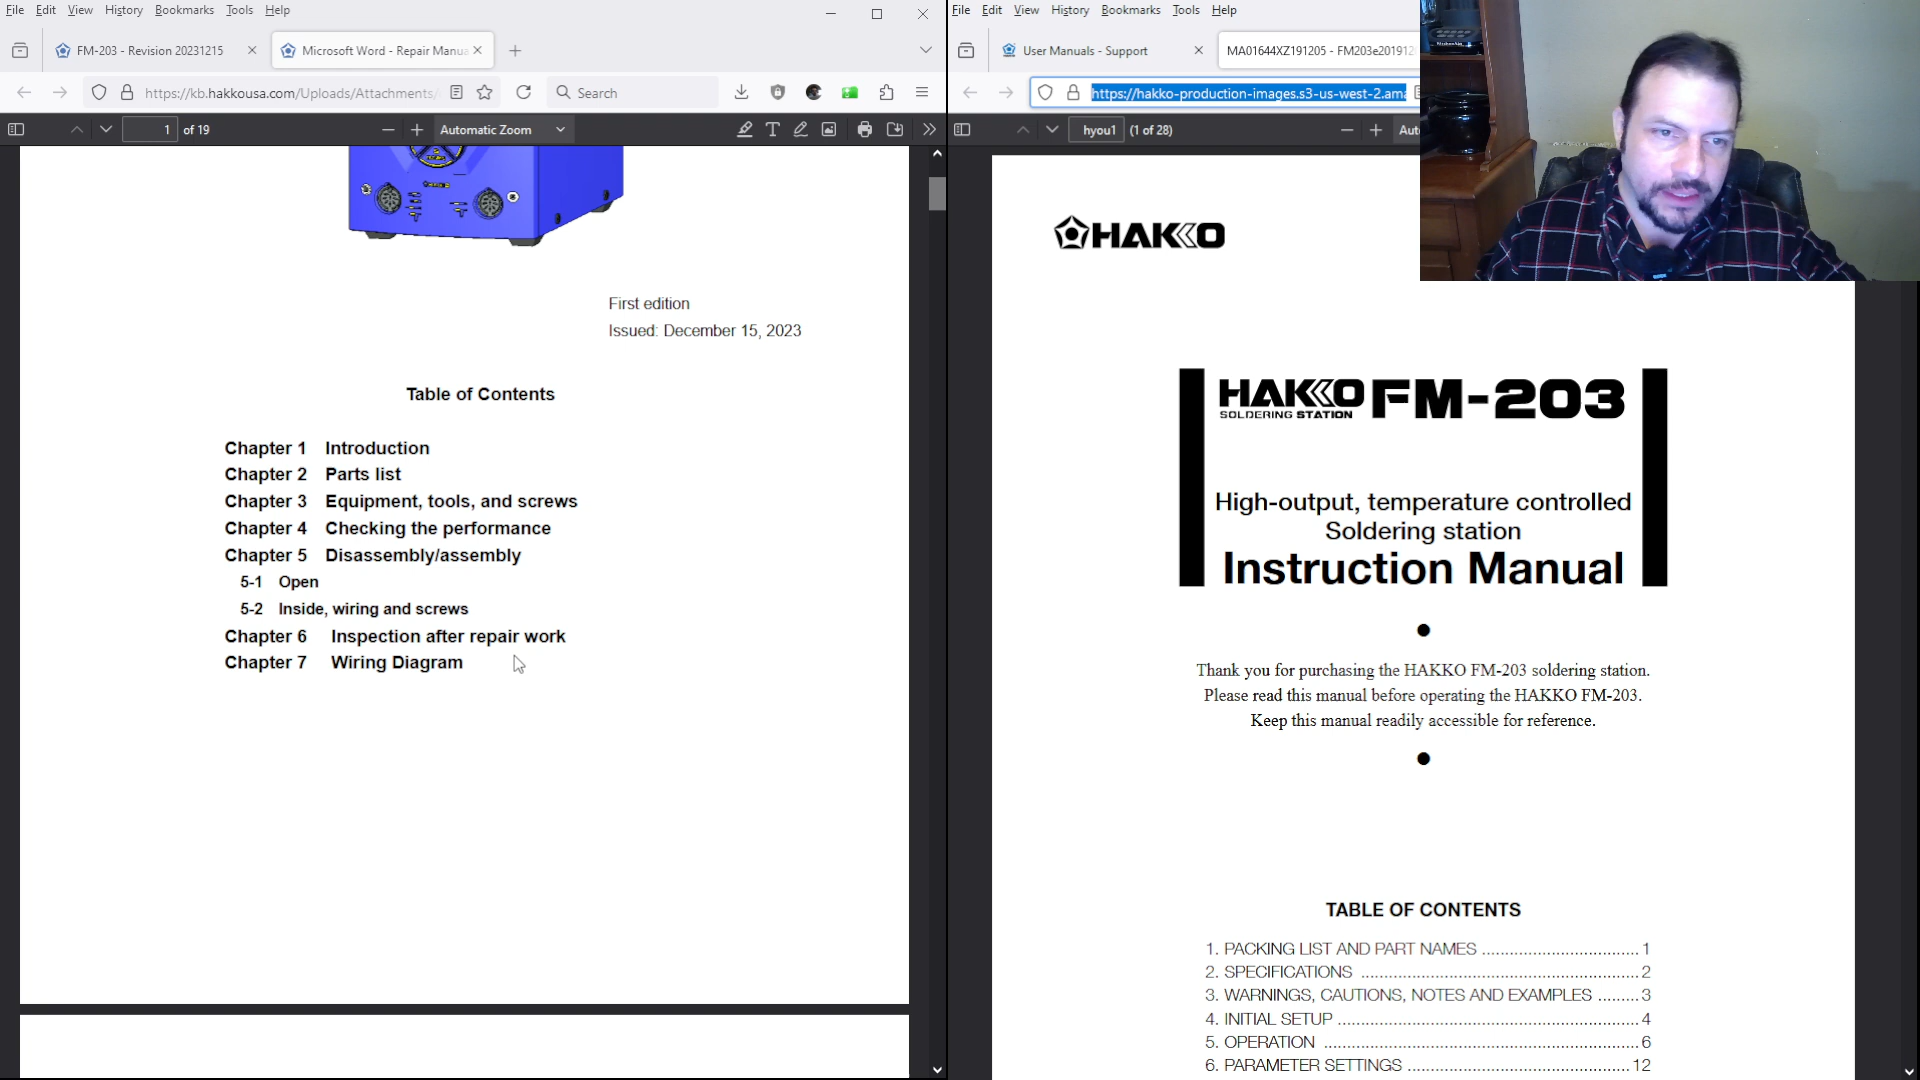 File Edit View History Bookmarks Tools Help
FM-203 - Revision 20231215
Microsoft Word - Repair Manua
https://kb.hakkousa.com/Uploads/Attachments/
Search
1 of 19
Automatic Zoom
First edition
Issued: December 15, 2023
Table of Contents
Chapter 1 Introduction
Chapter 2 Parts list
Chapter 3 Equipment, tools, and screws
Chapter 4 Checking the performance
Chapter 5 Disassembly/assembly
5-1 Open
5-2 Inside, wiring and screws
Chapter 6 Inspection after repair work
Chapter 7 Wiring Diagram
File Edit View History Bookmarks Tools Help
User Manuals - Support
MA01644XZ191205 - FM203e201912
https://hakko-production-images.s3-us-west-2.ama
hyou1 (1 of 28)
Aut
HAKKO
HAKKO FM-203
SOLDERING STATION
High-output, temperature controlled
Soldering station
Instruction Manual
Thank you for purchasing the HAKKO FM-203 soldering station.
Please read this manual before operating the HAKKO FM-203.
Keep this manual readily accessible for reference.
TABLE OF CONTENTS
1. PACKING LIST AND PART NAMES ........................................ 1
2. SPECIFICATIONS ...................................................................... 2
3. WARNINGS, CAUTIONS, NOTES AND EXAMPLES ......... 3
4. INITIAL SETUP ............................................................................ 4
5. OPERATION ............................................................................... 6
6. PARAMETER SETTINGS ........................................................ 12